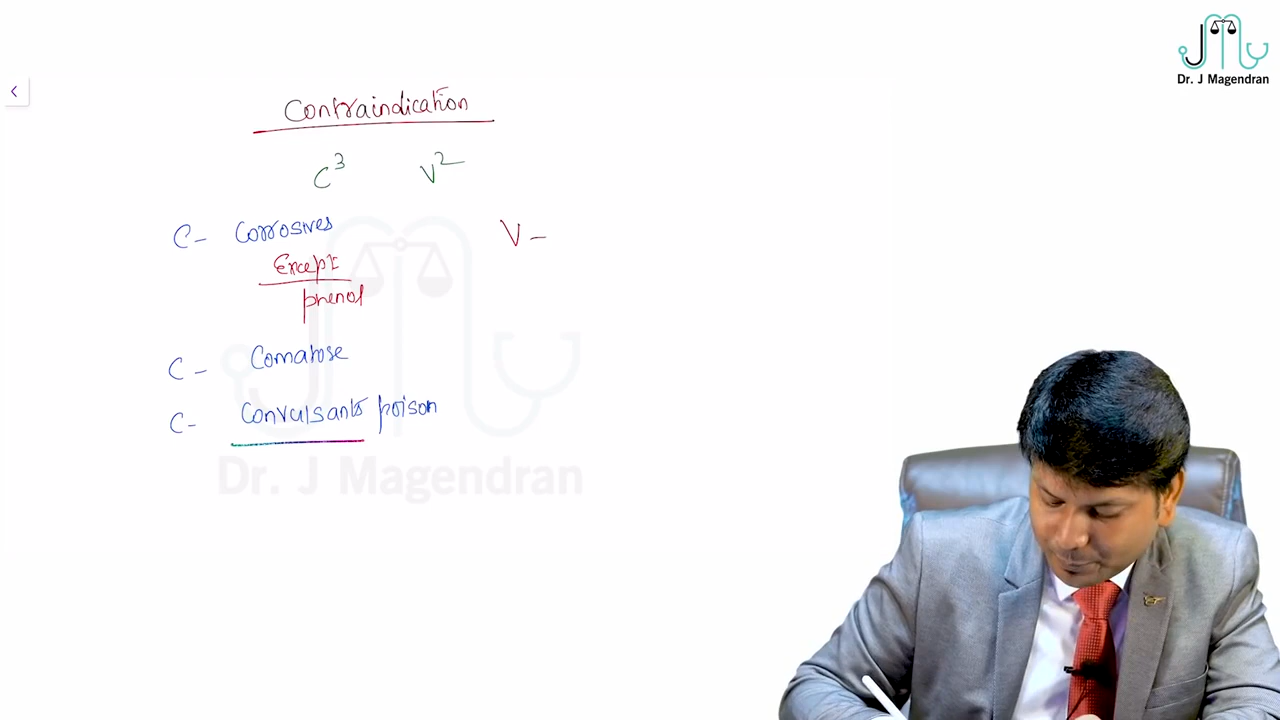 Dr. J Magendran
<
Contraindication
C³ V²
C - Corrosives
Except
phenol
V -
C - Comatose
C - Convulsants poison
Dr. J Magendran